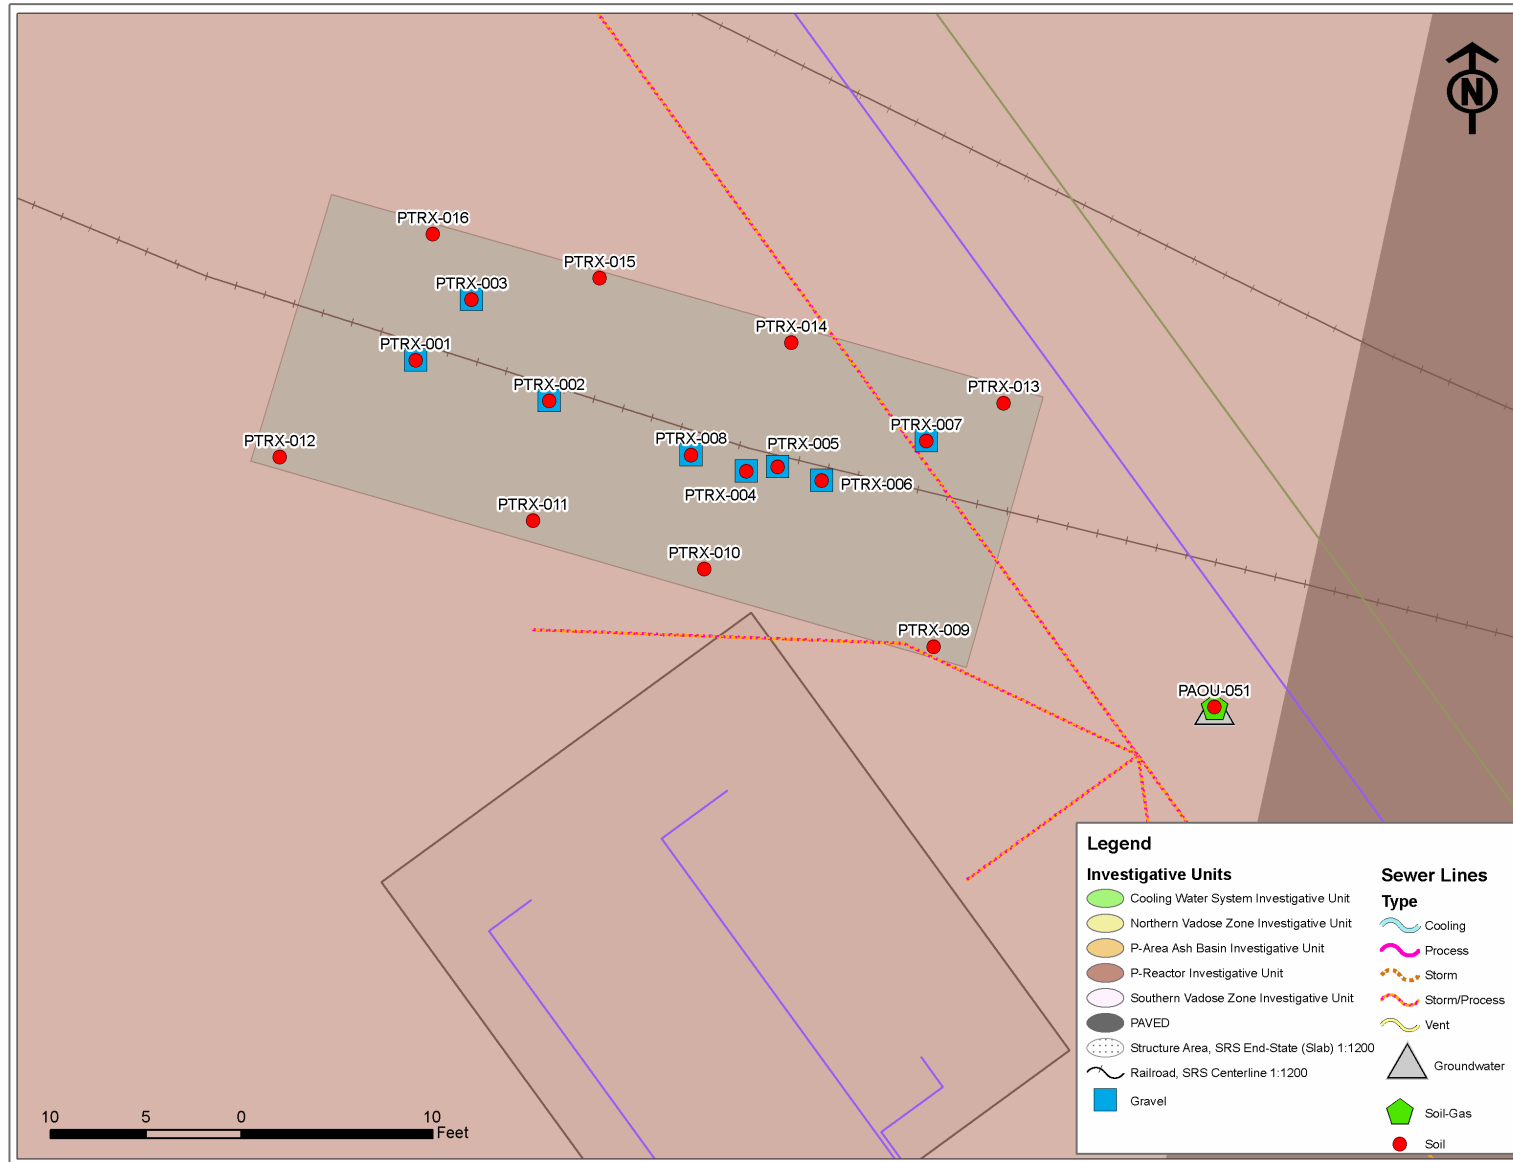 N
PTRX-016
PTRX-015
PTRX-003
PTRX-014
PTRX-001
PTRX-002
PTRX-013
PTRX-007
PTRX-012
PTRX-008
PTRX-005
PTRX-006
PTRX-004
PTRX-011
PTRX-010
PTRX-009
PAOU-051
Legend
Investigative Units
Cooling Water System Investigative Unit
Northern Vadose Zone Investigative Unit
P-Area Ash Basin Investigative Unit
P-Reactor Investigative Unit
Southern Vadose Zone Investigative Unit
PAVED
Structure Area, SRS End-State (Slab) 1:1200
Railroad, SRS Centerline 1:1200
Gravel
Sewer Lines
Type
Cooling
Process
Storm
Storm/Process
Vent
Groundwater
Soil-Gas
Soil
10 5 0 10
Feet